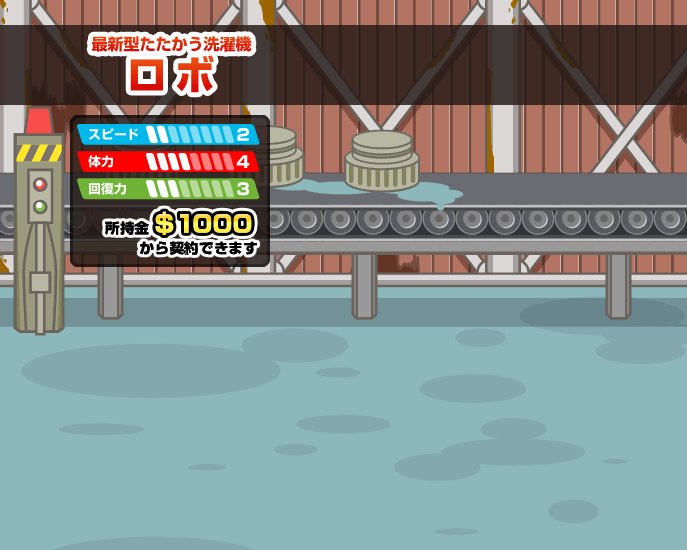 最新型たたかう洗濯機
ロボ
スピード 2
体力 4
回復力 3
所持金$1000
から契約できます